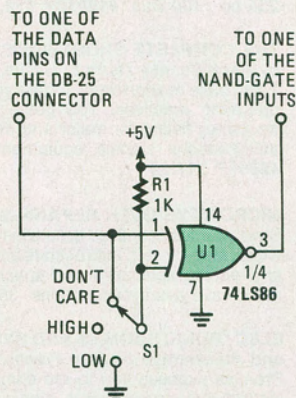 TO ONE OF
THE DATA
PINS ON
THE DB-25
CONNECTOR
TO ONE
OF THE
NAND-GATE
INPUTS
+5V
R1
1K
14
1
2
U1
3
1/4
74LS86
7
DON'T
CARE
HIGH
LOW
S1